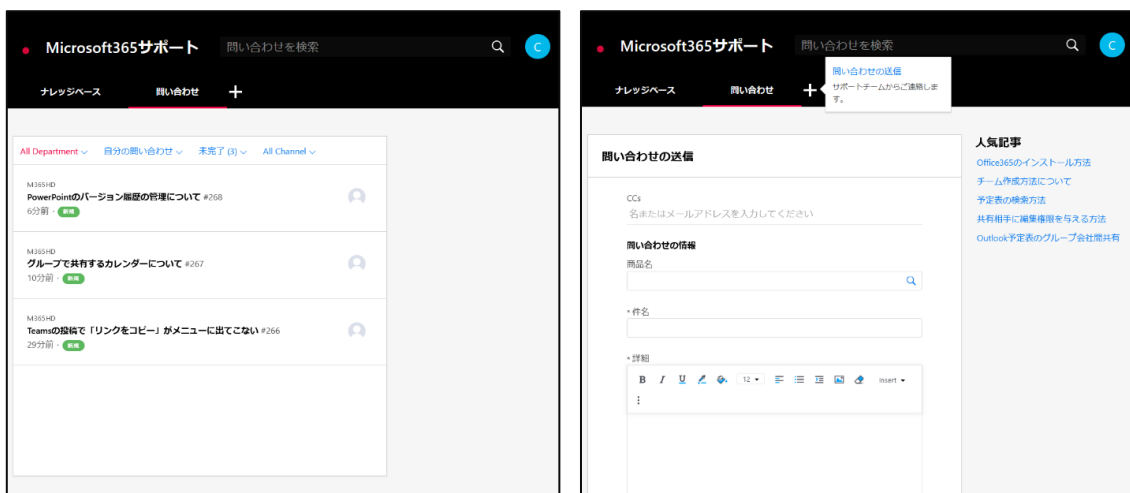 Microsoft365サポート
問い合わせを検索
C
ナレッジベース
問い合わせ
All Department
自分の問い合わせ
未完了 (3)
All Channel
M365HD
PowerPointのバージョン履歴の管理について #268
6分前 · 新規
M365HD
グループで共有するカレンダーについて #267
10分前 · 新規
M365HD
Teamsの投稿で「リンクをコピー」がメニューに出てこない #266
29分前 · 新規
Microsoft365サポート
問い合わせを検索
C
ナレッジベース
問い合わせ
問い合わせの送信
サポートチームからご連絡しま
す。
問い合わせの送信
CCs
名またはメールアドレスを入力してください
問い合わせの情報
商品名
* 件名
* 詳細
B I U 12 Insert
人気記事
Office365のインストール方法
チーム作成方法について
予定表の検索方法
共有相手に編集権限を与える方法
Outlook予定表のグループ会社間共有